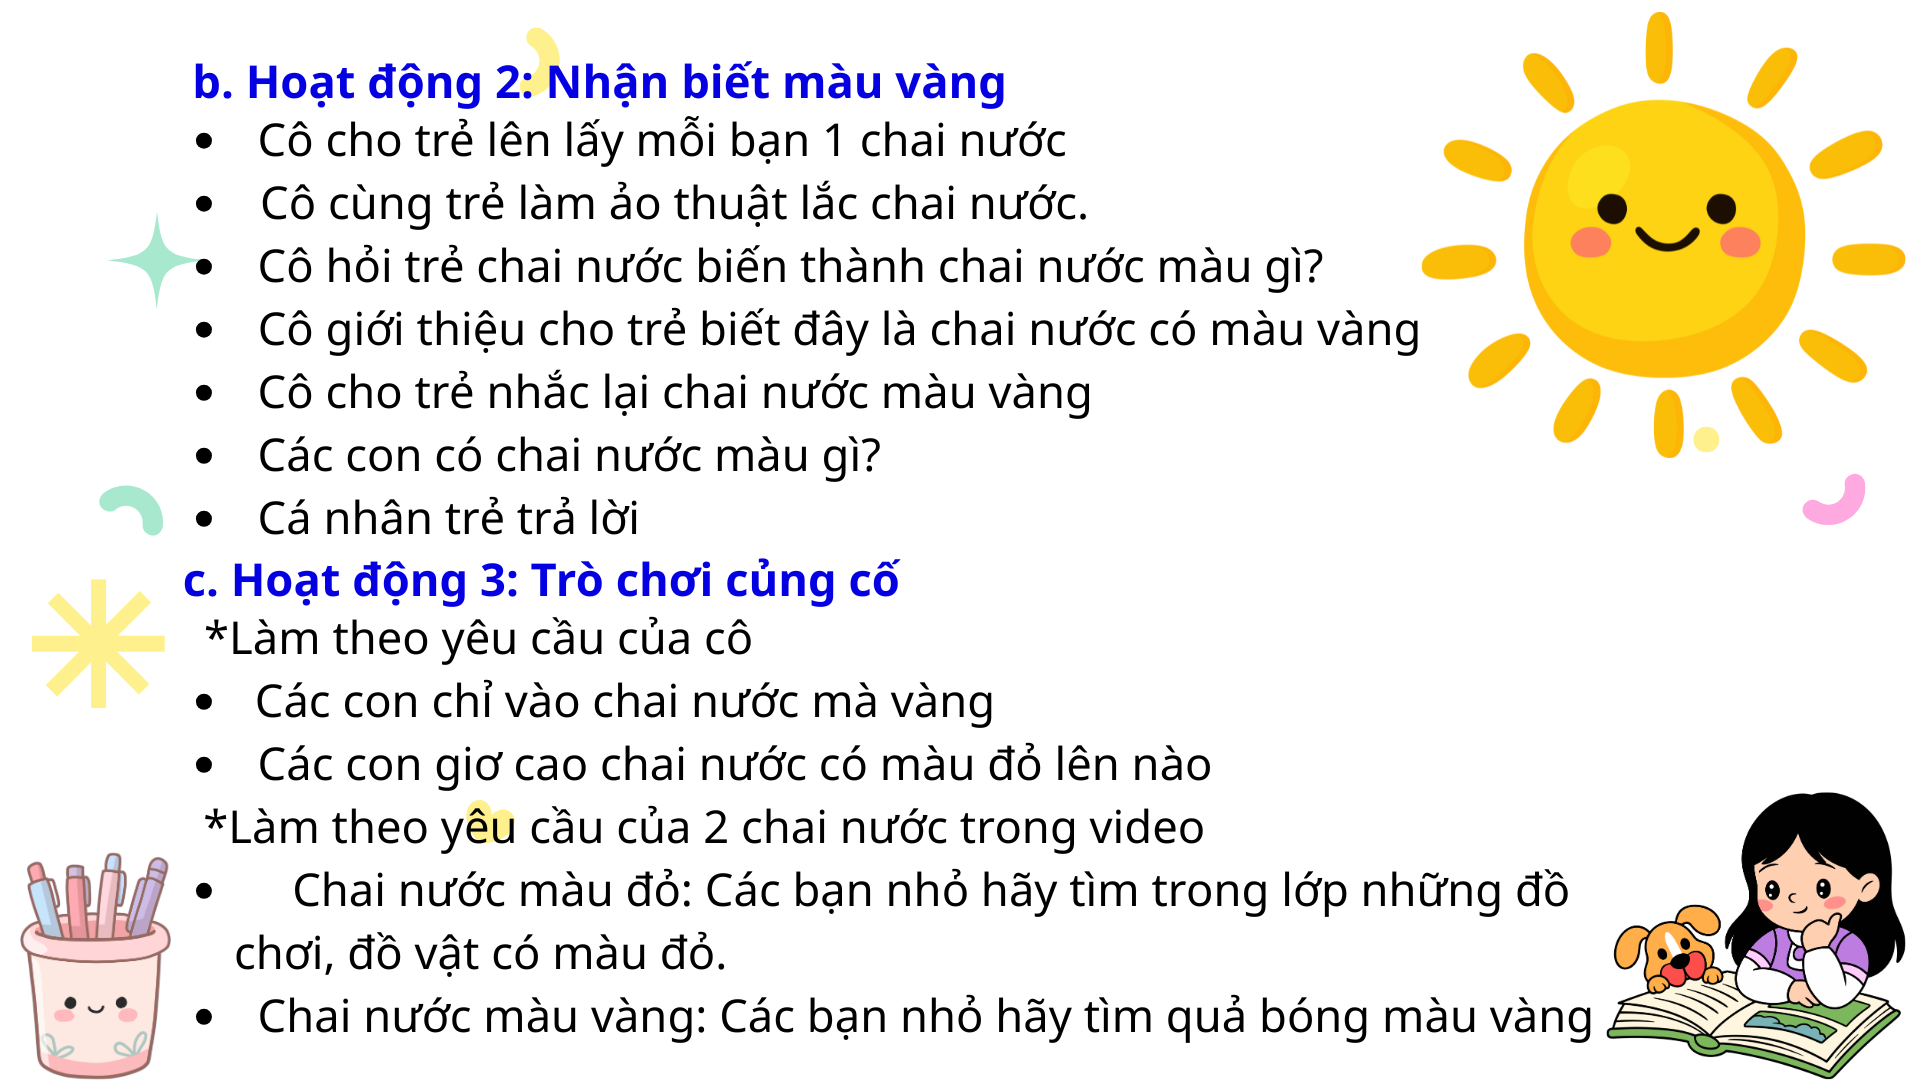 b. Hoạt động 2: Nhận biết màu vàng
• Cô cho trẻ lên lấy mỗi bạn 1 chai nước
• Cô cùng trẻ làm ảo thuật lắc chai nước.
• Cô hỏi trẻ chai nước biến thành chai nước màu gì?
• Cô giới thiệu cho trẻ biết đây là chai nước có màu vàng
• Cô cho trẻ nhắc lại chai nước màu vàng
• Các con có chai nước màu gì?
• Cá nhân trẻ trả lời
c. Hoạt động 3: Trò chơi củng cố
*Làm theo yêu cầu của cô
• Các con chỉ vào chai nước mà vàng
• Các con giơ cao chai nước có màu đỏ lên nào
*Làm theo yêu cầu của 2 chai nước trong video
• Chai nước màu đỏ: Các bạn nhỏ hãy tìm trong lớp những đồ
chơi, đồ vật có màu đỏ.
• Chai nước màu vàng: Các bạn nhỏ hãy tìm quả bóng màu vàng